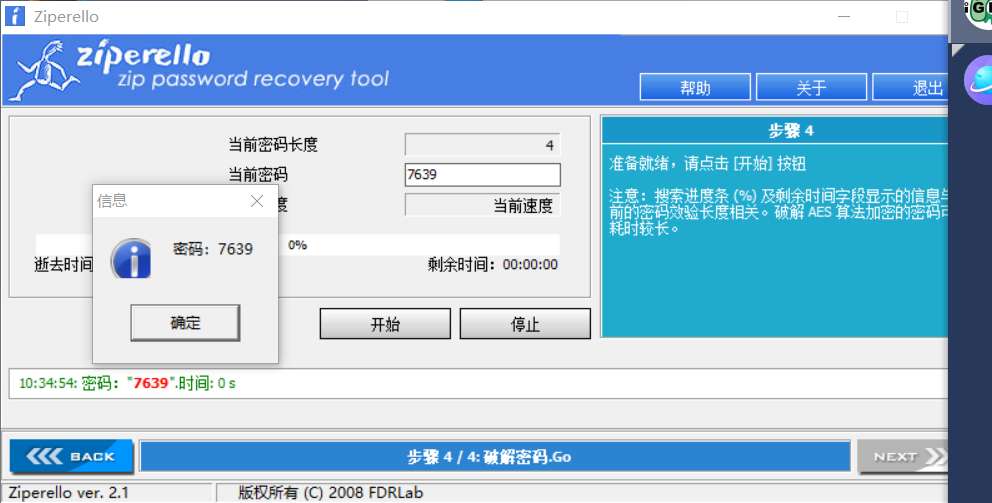 Ziperello
ziperello
zip password recovery tool
帮助
关于
退出
当前密码长度
4
当前密码
7639
度
当前速度
0%
逝去时间
剩余时间：00:00:00
开始
停止
信息
密码：7639
确定
步骤 4
准备就绪，请点击 [开始] 按钮
注意：搜索进度条 (%) 及剩余时间字段显示的信息
前的密码效验长度相关。破解 AES 算法加密的密码可
耗时较长。
10:34:54: 密码："7639".时间: 0 s
BACK
步骤 4 / 4: 破解密码.Go
NEXT
Ziperello ver. 2.1
版权所有 (C) 2008 FDRLab